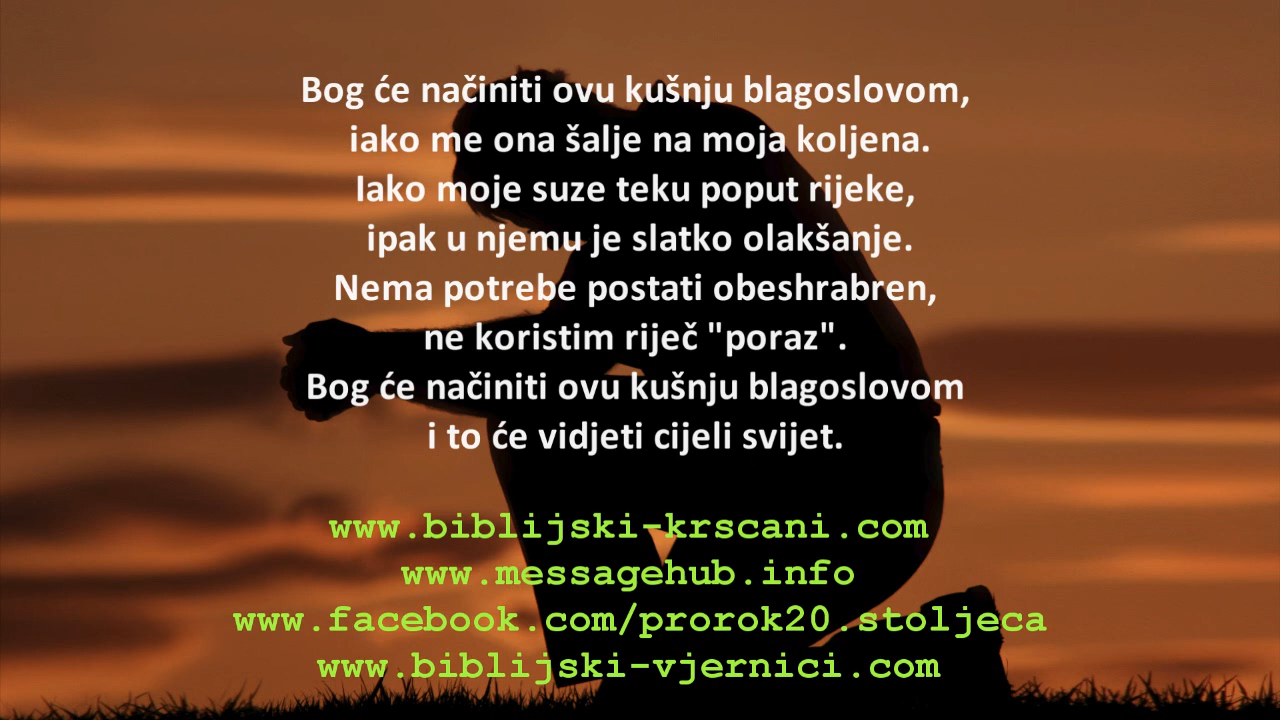 Bog će načiniti ovu kušnju blagoslovom,
iako me ona šalje na moja koljena.
Iako moje suze teku poput rijeke,
ipak u njemu je slatko olakšanje.
Nema potrebe postati obeshrabren,
ne koristim riječ "poraz".
Bog će načiniti ovu kušnju blagoslovom
i to će vidjeti cijeli svijet.
www.biblijski-krscani.com
www.messagehub.info
www.facebook.com/prorok20.stoljeca
www.biblijski-vjernici.com